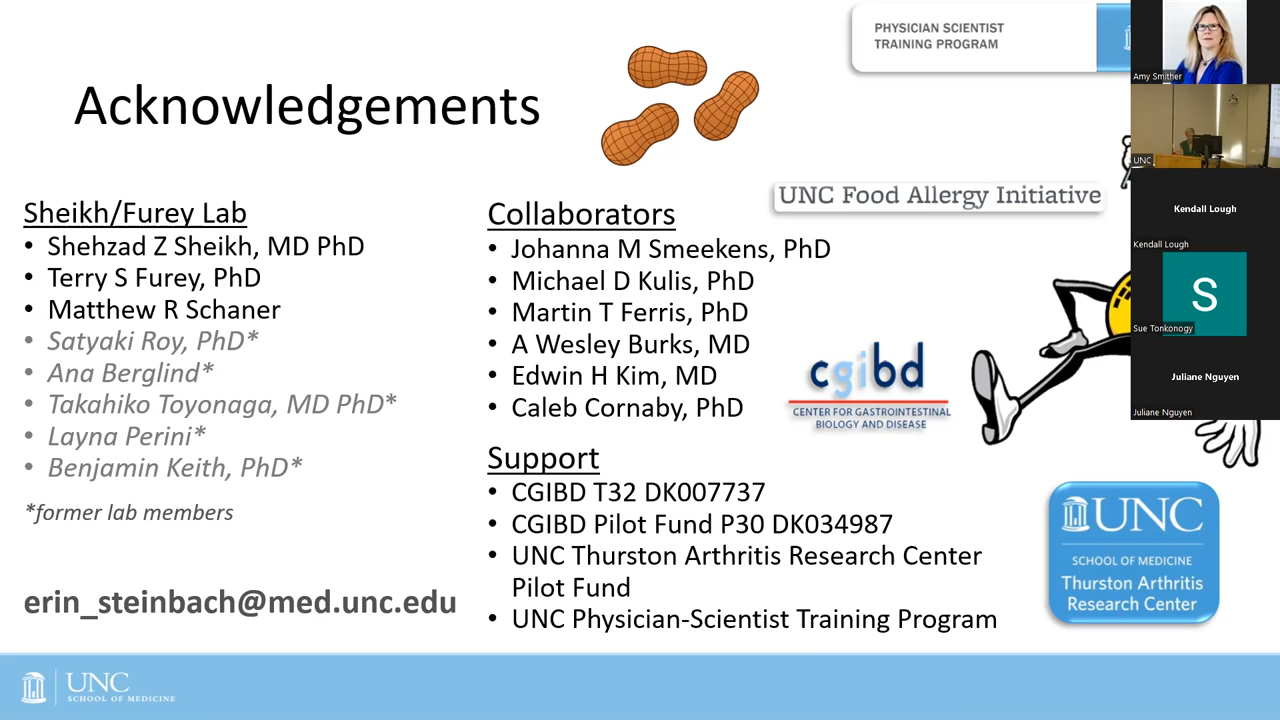 PHYSICIAN SCIENTIST
TRAINING PROGRAM
Acknowledgements
UNC Food Allergy Initiative
Sheikh/Furey Lab
• Shehzad Z Sheikh, MD PhD
• Terry S Furey, PhD
• Matthew R Schaner
• Satyaki Roy, PhD*
• Ana Berglind*
• Takahiko Toyonaga, MD PhD*
• Layna Perini*
• Benjamin Keith, PhD*
*former lab members
erin_steinbach@med.unc.edu
Collaborators
• Johanna M Smeekens, PhD
• Michael D Kulis, PhD
• Martin T Ferris, PhD
• A Wesley Burks, MD
• Edwin H Kim, MD
• Caleb Cornaby, PhD
cgibd
CENTER FOR GASTROINTESTINAL
BIOLOGY AND DISEASE
Support
• CGIBD T32 DK007737
• CGIBD Pilot Fund P30 DK034987
• UNC Thurston Arthritis Research Center
Pilot Fund
• UNC Physician-Scientist Training Program
UNC
SCHOOL OF MEDICINE
Thurston Arthritis
Research Center
UNC
SCHOOL OF MEDICINE
Amy Smither
UNC
Kendall Lough
Kendall Lough
S
Sue Tonkonogy
Juliane Nguyen
Juliane Nguyen